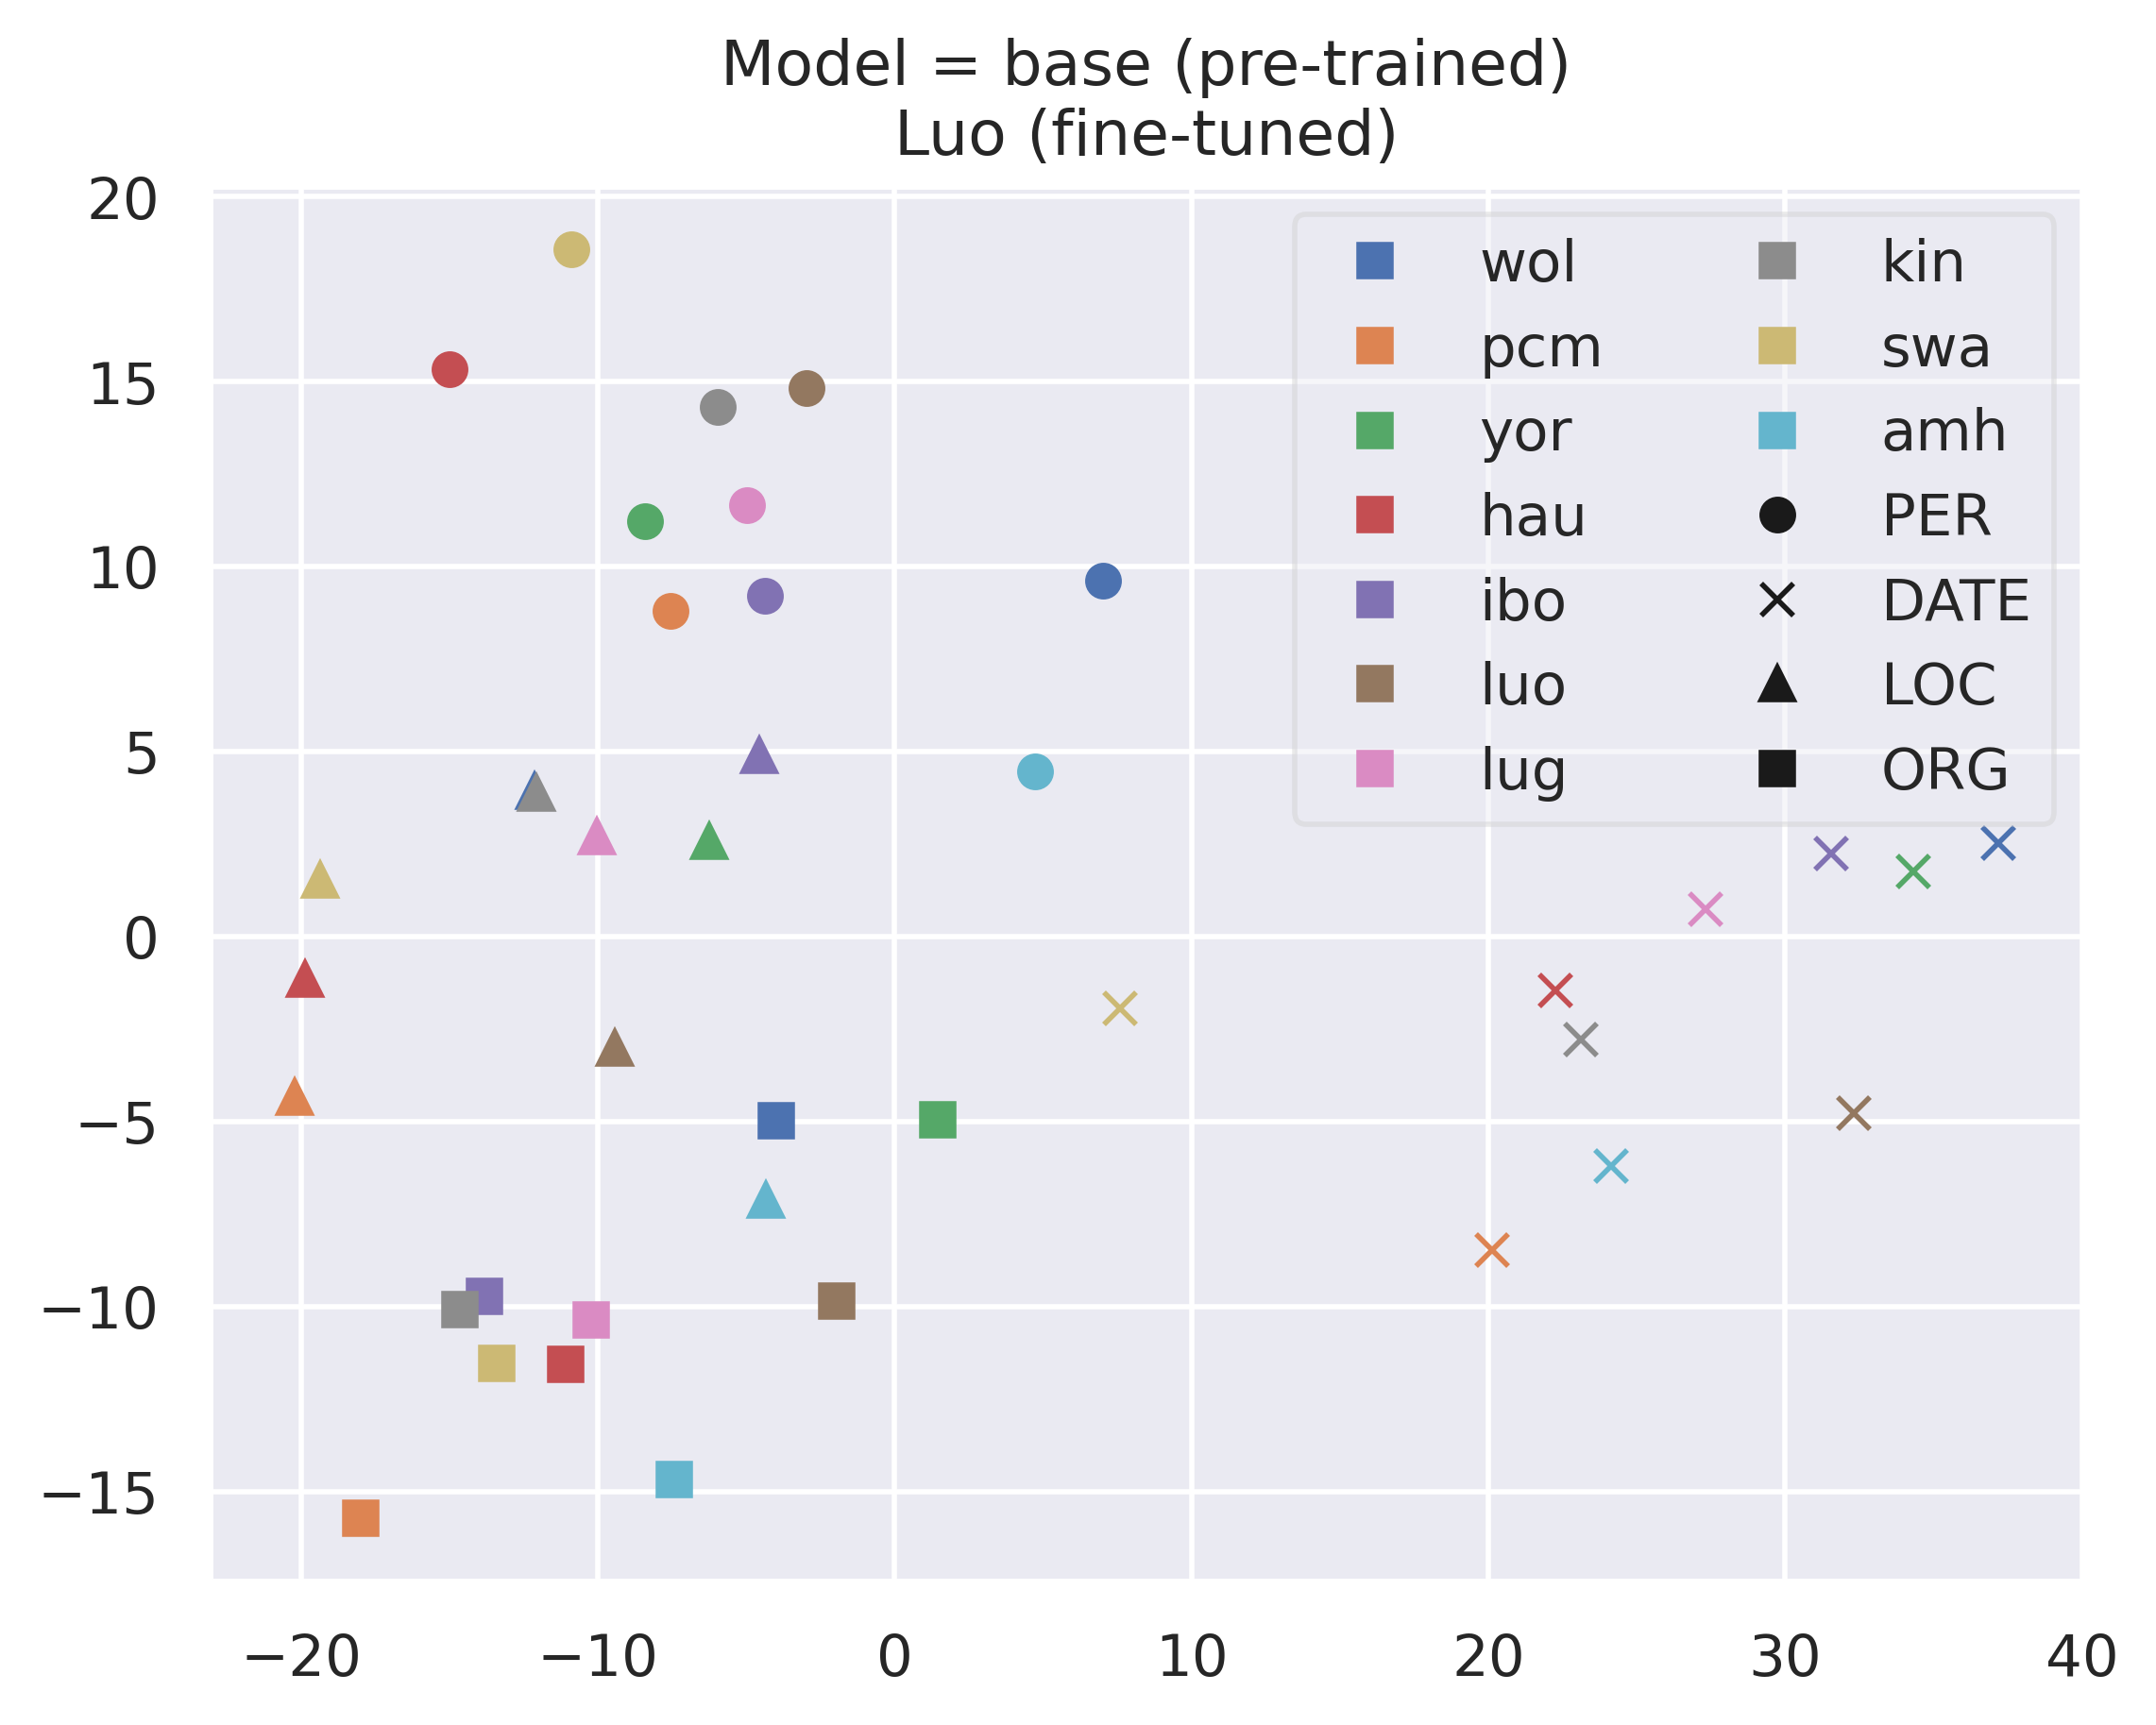 Model = base (pre-trained)
Luo (fine-tuned)
20
15
10
5
0
−5
−10
−15
wol
pcm
yor
hau
ibo
luo
lug
kin
swa
amh
PER
DATE
LOC
ORG
−20 −10 0 10 20 30 40